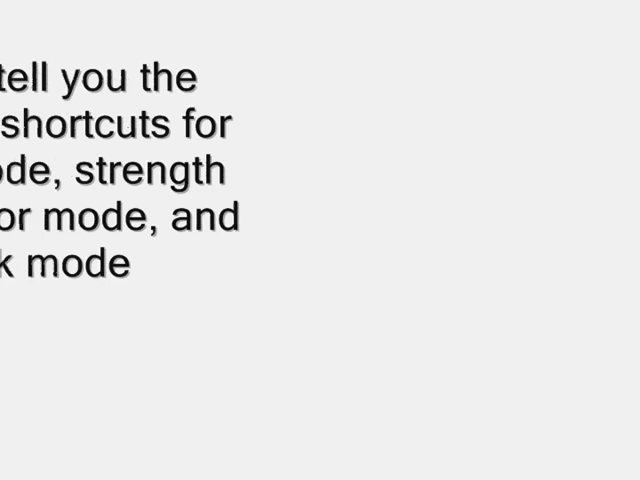 tell you the
shortcuts for
ode, strength
or mode, and
k mode